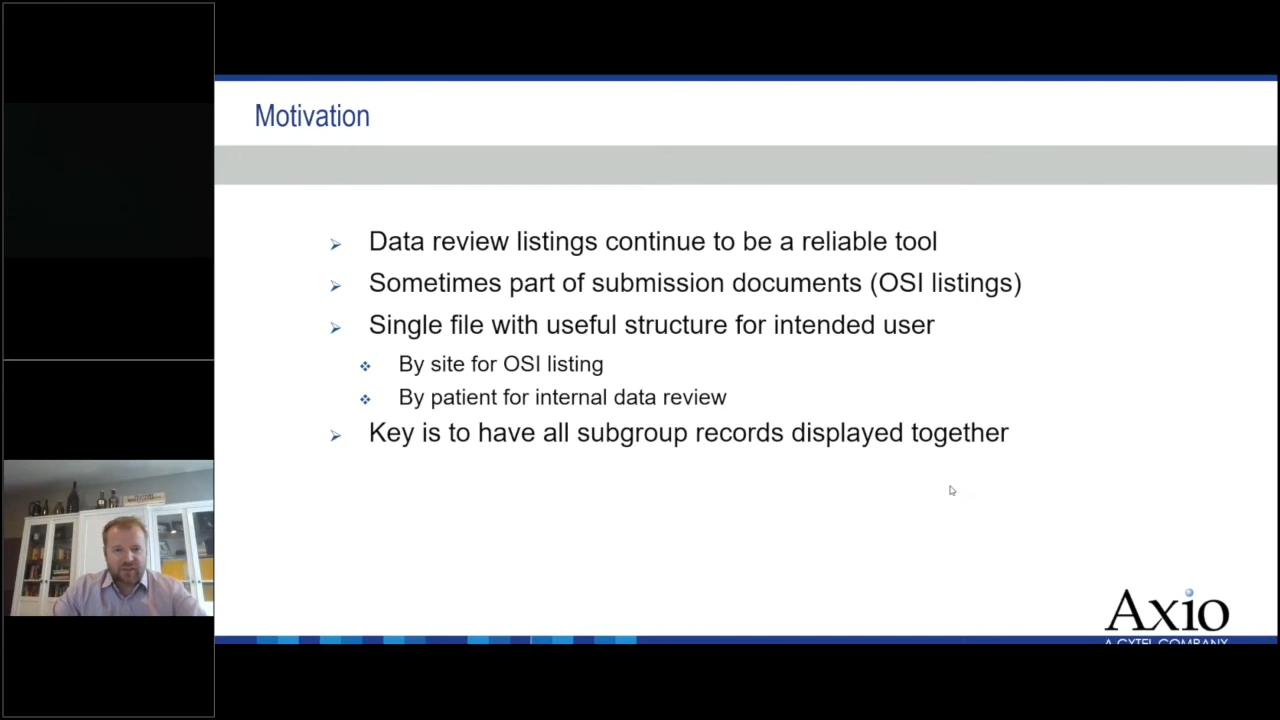 Motivation
Data review listings continue to be a reliable tool
Sometimes part of submission documents (OSI listings)
Single file with useful structure for intended user
By site for OSI listing
By patient for internal data review
Key is to have all subgroup records displayed together
Axio
A CYTEL COMPANY